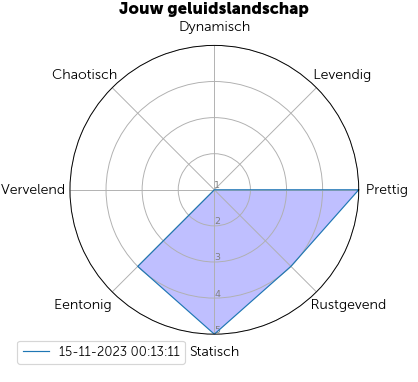 Jouw geluidslandschap
Dynamisch
Chaotisch
Levendig
Vervelend
Prettig
1
2
3
4
5
Eentonig
Rustgevend
Statisch
15-11-2023 00:13:11